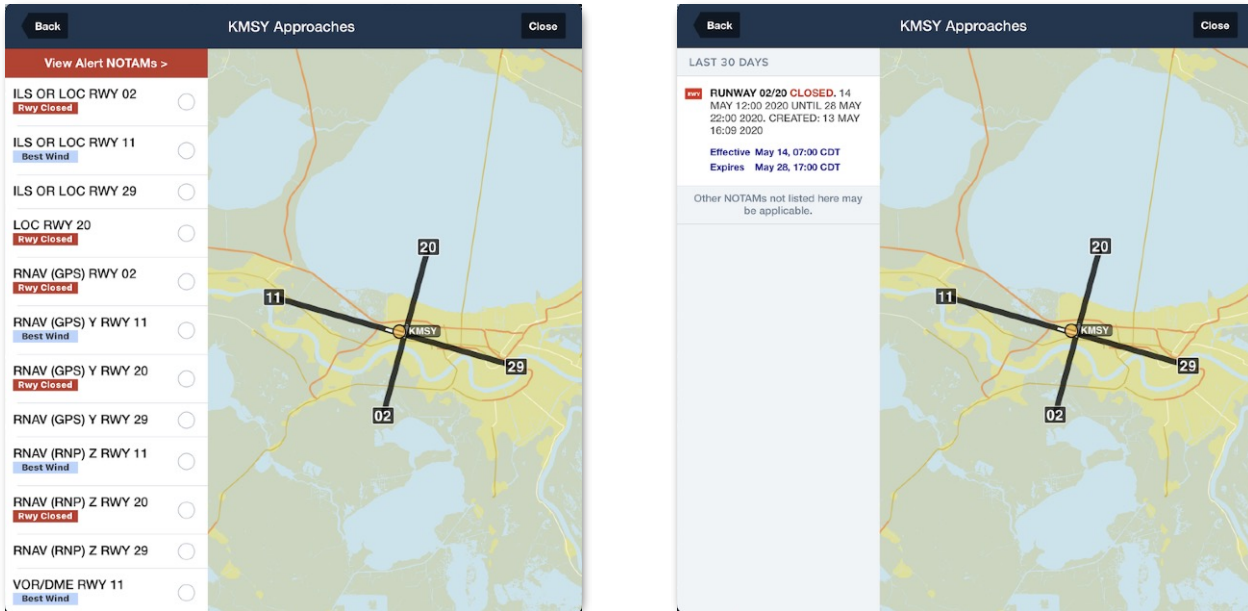 Back
KMSY Approaches
Close
View Alert NOTAMs >
ILS OR LOC RWY 02
Rwy Closed
ILS OR LOC RWY 11
Best Wind
ILS OR LOC RWY 29
LOC RWY 20
Rwy Closed
RNAV (GPS) RWY 02
Rwy Closed
RNAV (GPS) Y RWY 11
Best Wind
RNAV (GPS) Y RWY 20
Rwy Closed
RNAV (GPS) Y RWY 29
RNAV (RNP) Z RWY 11
Best Wind
RNAV (RNP) Z RWY 20
Rwy Closed
RNAV (RNP) Z RWY 29
VOR/DME RWY 11
Best Wind
20
11
KMSY
29
02
Back
KMSY Approaches
Close
LAST 30 DAYS
RWY
RUNWAY 02/20 CLOSED. 14
MAY 12:00 2020 UNTIL 28 MAY
22:00 2020. CREATED: 13 MAY
16:09 2020
Effective May 14, 07:00 CDT
Expires May 28, 17:00 CDT
Other NOTAMs not listed here may
be applicable.
20
11
KMSY
29
02